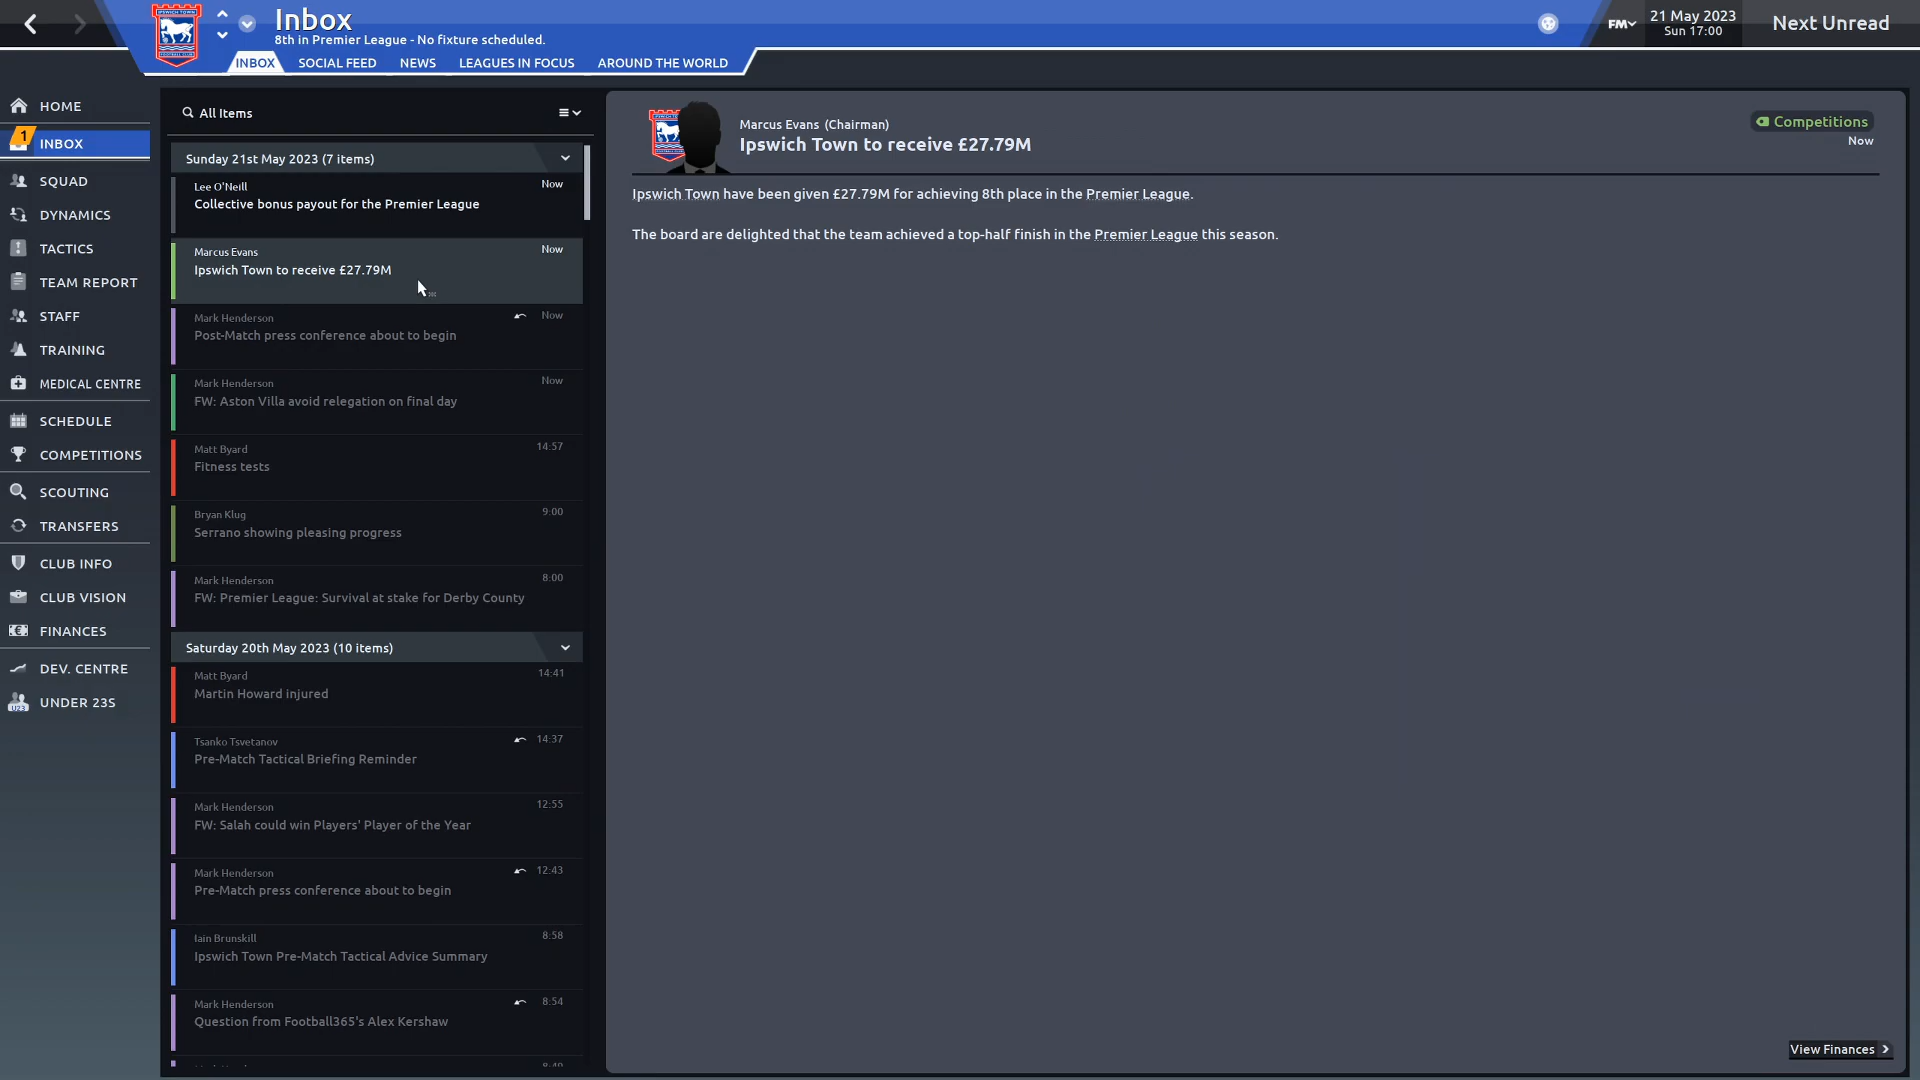 Inbox
8th in Premier League - No fixture scheduled.
FM
21 May 2023
Sun 17:00
Next Unread
INBOX
SOCIAL FEED
NEWS
LEAGUES IN FOCUS
AROUND THE WORLD
HOME
1
INBOX
SQUAD
DYNAMICS
TACTICS
TEAM REPORT
STAFF
TRAINING
MEDICAL CENTRE
SCHEDULE
COMPETITIONS
SCOUTING
TRANSFERS
CLUB INFO
CLUB VISION
FINANCES
DEV. CENTRE
U23
UNDER 23S
All Items
Sunday 21st May 2023 (7 items)
Lee O'Neill
Now
Collective bonus payout for the Premier League
Marcus Evans
Now
Ipswich Town to receive £27.79M
Mark Henderson
Now
Post-Match press conference about to begin
Mark Henderson
Now
FW: Aston Villa avoid relegation on final day
Matt Byard
14:57
Fitness tests
Bryan Klug
9:00
Serrano showing pleasing progress
Mark Henderson
8:00
FW: Premier League: Survival at stake for Derby County
Saturday 20th May 2023 (10 items)
Matt Byard
14:41
Martin Howard injured
Tsanko Tsvetanov
14:37
Pre-Match Tactical Briefing Reminder
Mark Henderson
12:55
FW: Salah could win Players' Player of the Year
Mark Henderson
12:43
Pre-Match press conference about to begin
Iain Brunskill
8:58
Ipswich Town Pre-Match Tactical Advice Summary
Mark Henderson
8:54
Question from Football365's Alex Kershaw
Marcus Evans (Chairman)
Ipswich Town to receive £27.79M
Competitions
Now
Ipswich Town have been given £27.79M for achieving 8th place in the Premier League.
The board are delighted that the team achieved a top-half finish in the Premier League this season.
View Finances